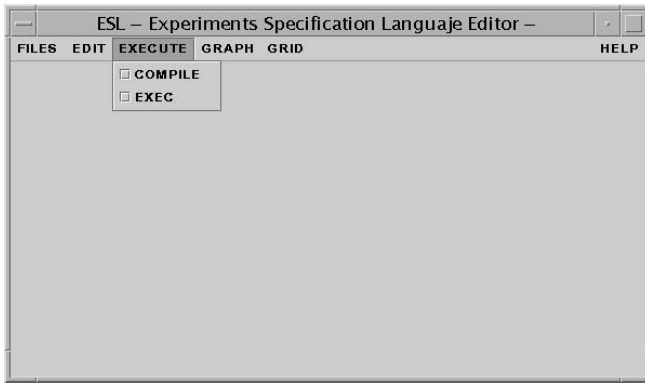 ESL – Experiments Specification Languaje Editor –
FILES EDIT EXECUTE GRAPH GRID HELP
COMPILE
EXEC